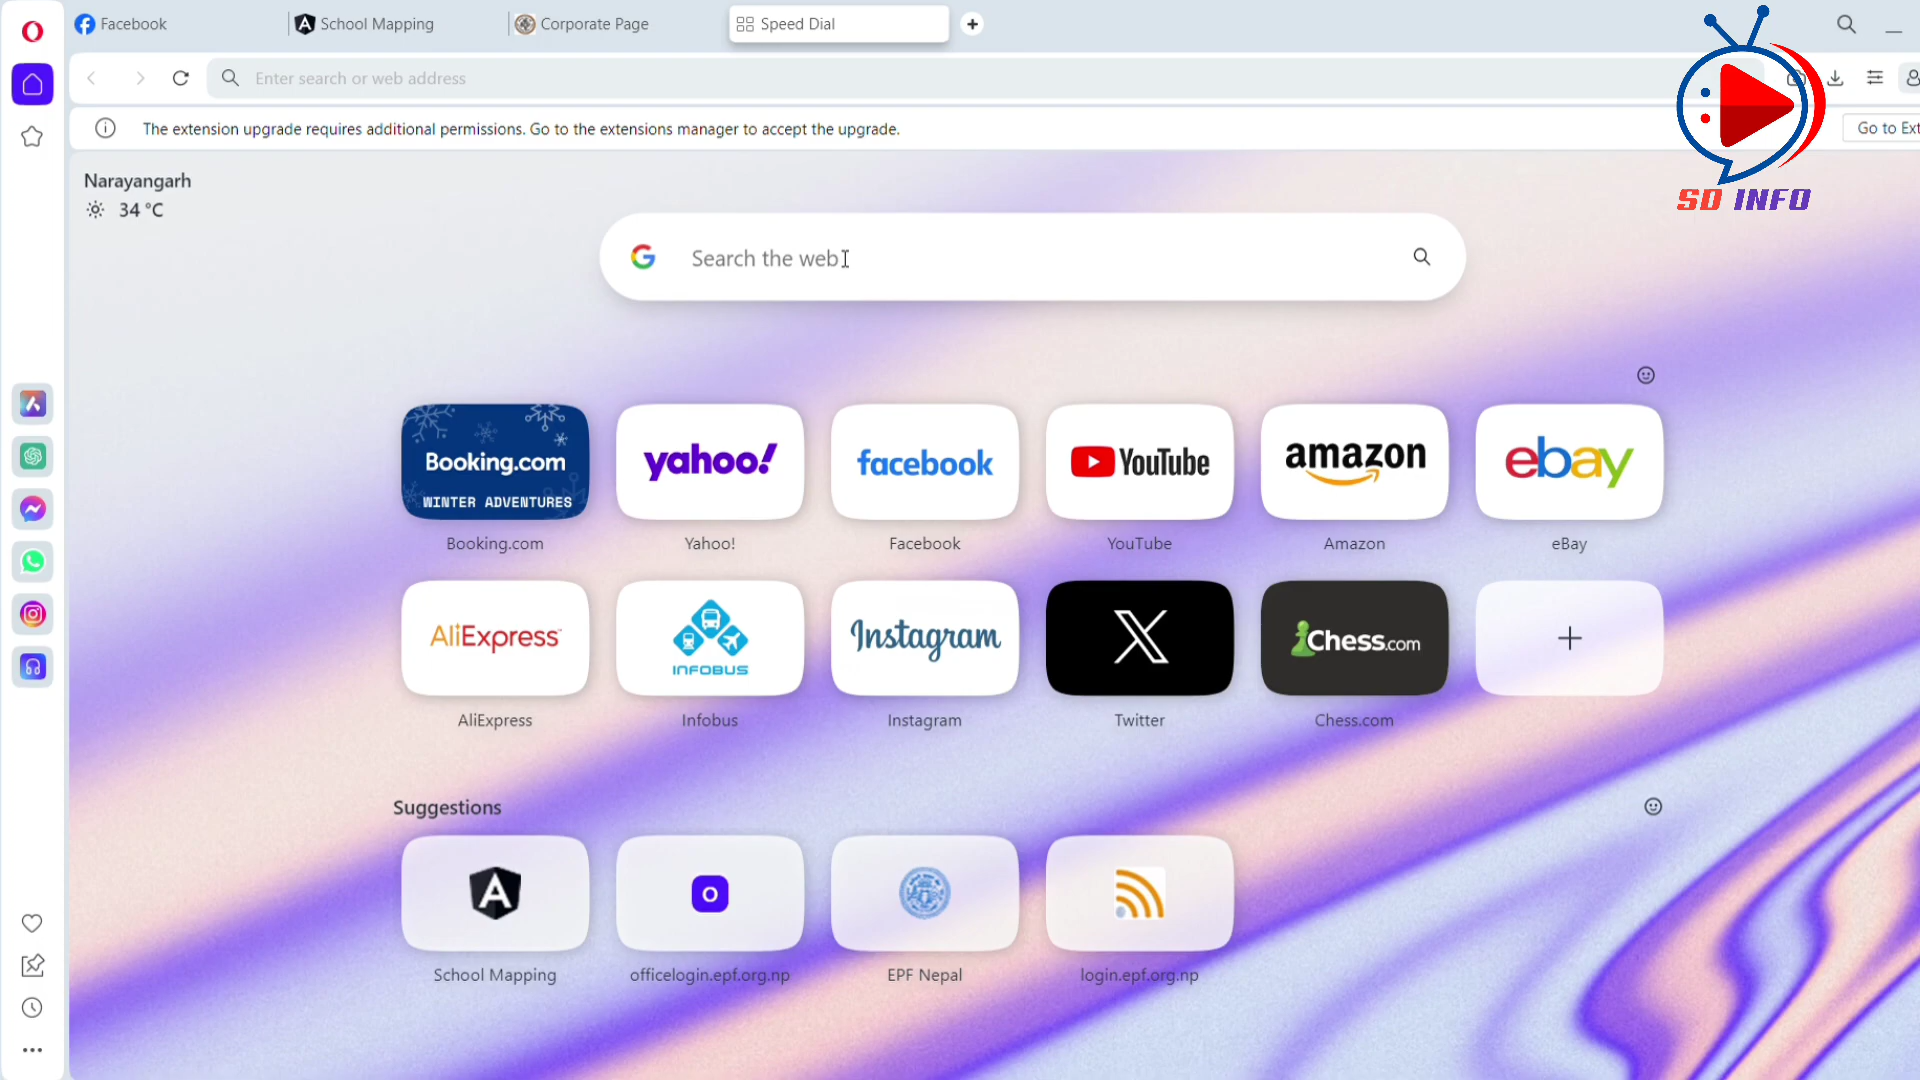 Facebook
School Mapping
Corporate Page
Speed Dial
Enter search or web address
The extension upgrade requires additional permissions. Go to the extensions manager to accept the upgrade.
Go to Ext
SD INFO
Narayangarh
34 °C
Search the web
Booking.com
WINTER ADVENTURES
yahoo!
facebook
YouTube
amazon
ebay
Booking.com
Yahoo!
Facebook
YouTube
Amazon
eBay
AliExpress
INFOBUS
Instagram
Chess.com
AliExpress
Infobus
Instagram
Twitter
Chess.com
Suggestions
A
O
School Mapping
officelogin.epf.org.np
EPF Nepal
login.epf.org.np